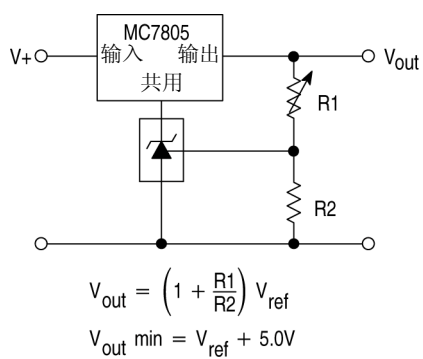 MC7805
V+ 输入 输出 Vout
共用
R1
R2
Vout = (1 + R1/R2) Vref
Vout min = Vref + 5.0V